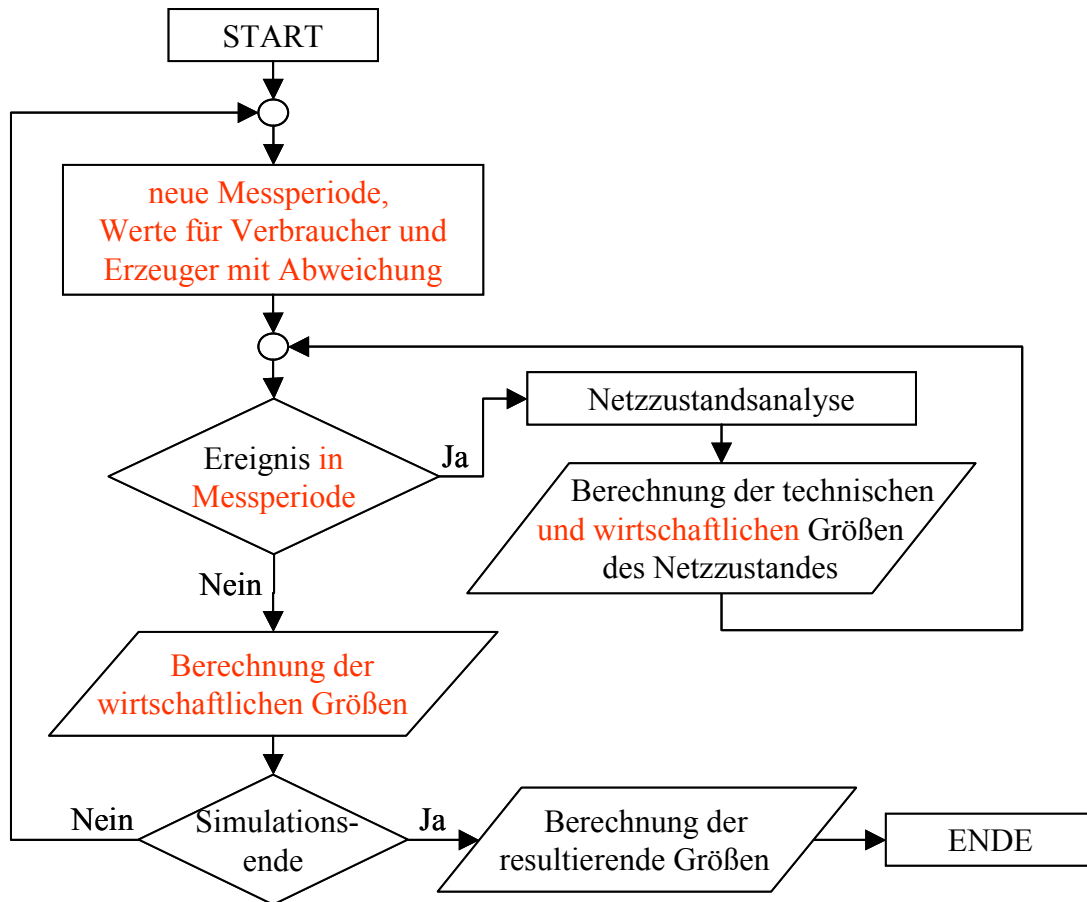 START
neue Messperiode,
Werte für Verbraucher und
Erzeuger mit Abweichung
Ereignis in
Messperiode
Ja
Netzzustandsanalyse
Berechnung der technischen
und wirtschaftlichen Größen
des Netzzustandes
Nein
Berechnung der
wirtschaftlichen Größen
Nein
Simulations-
ende
Ja
Berechnung der
resultierende Größen
ENDE